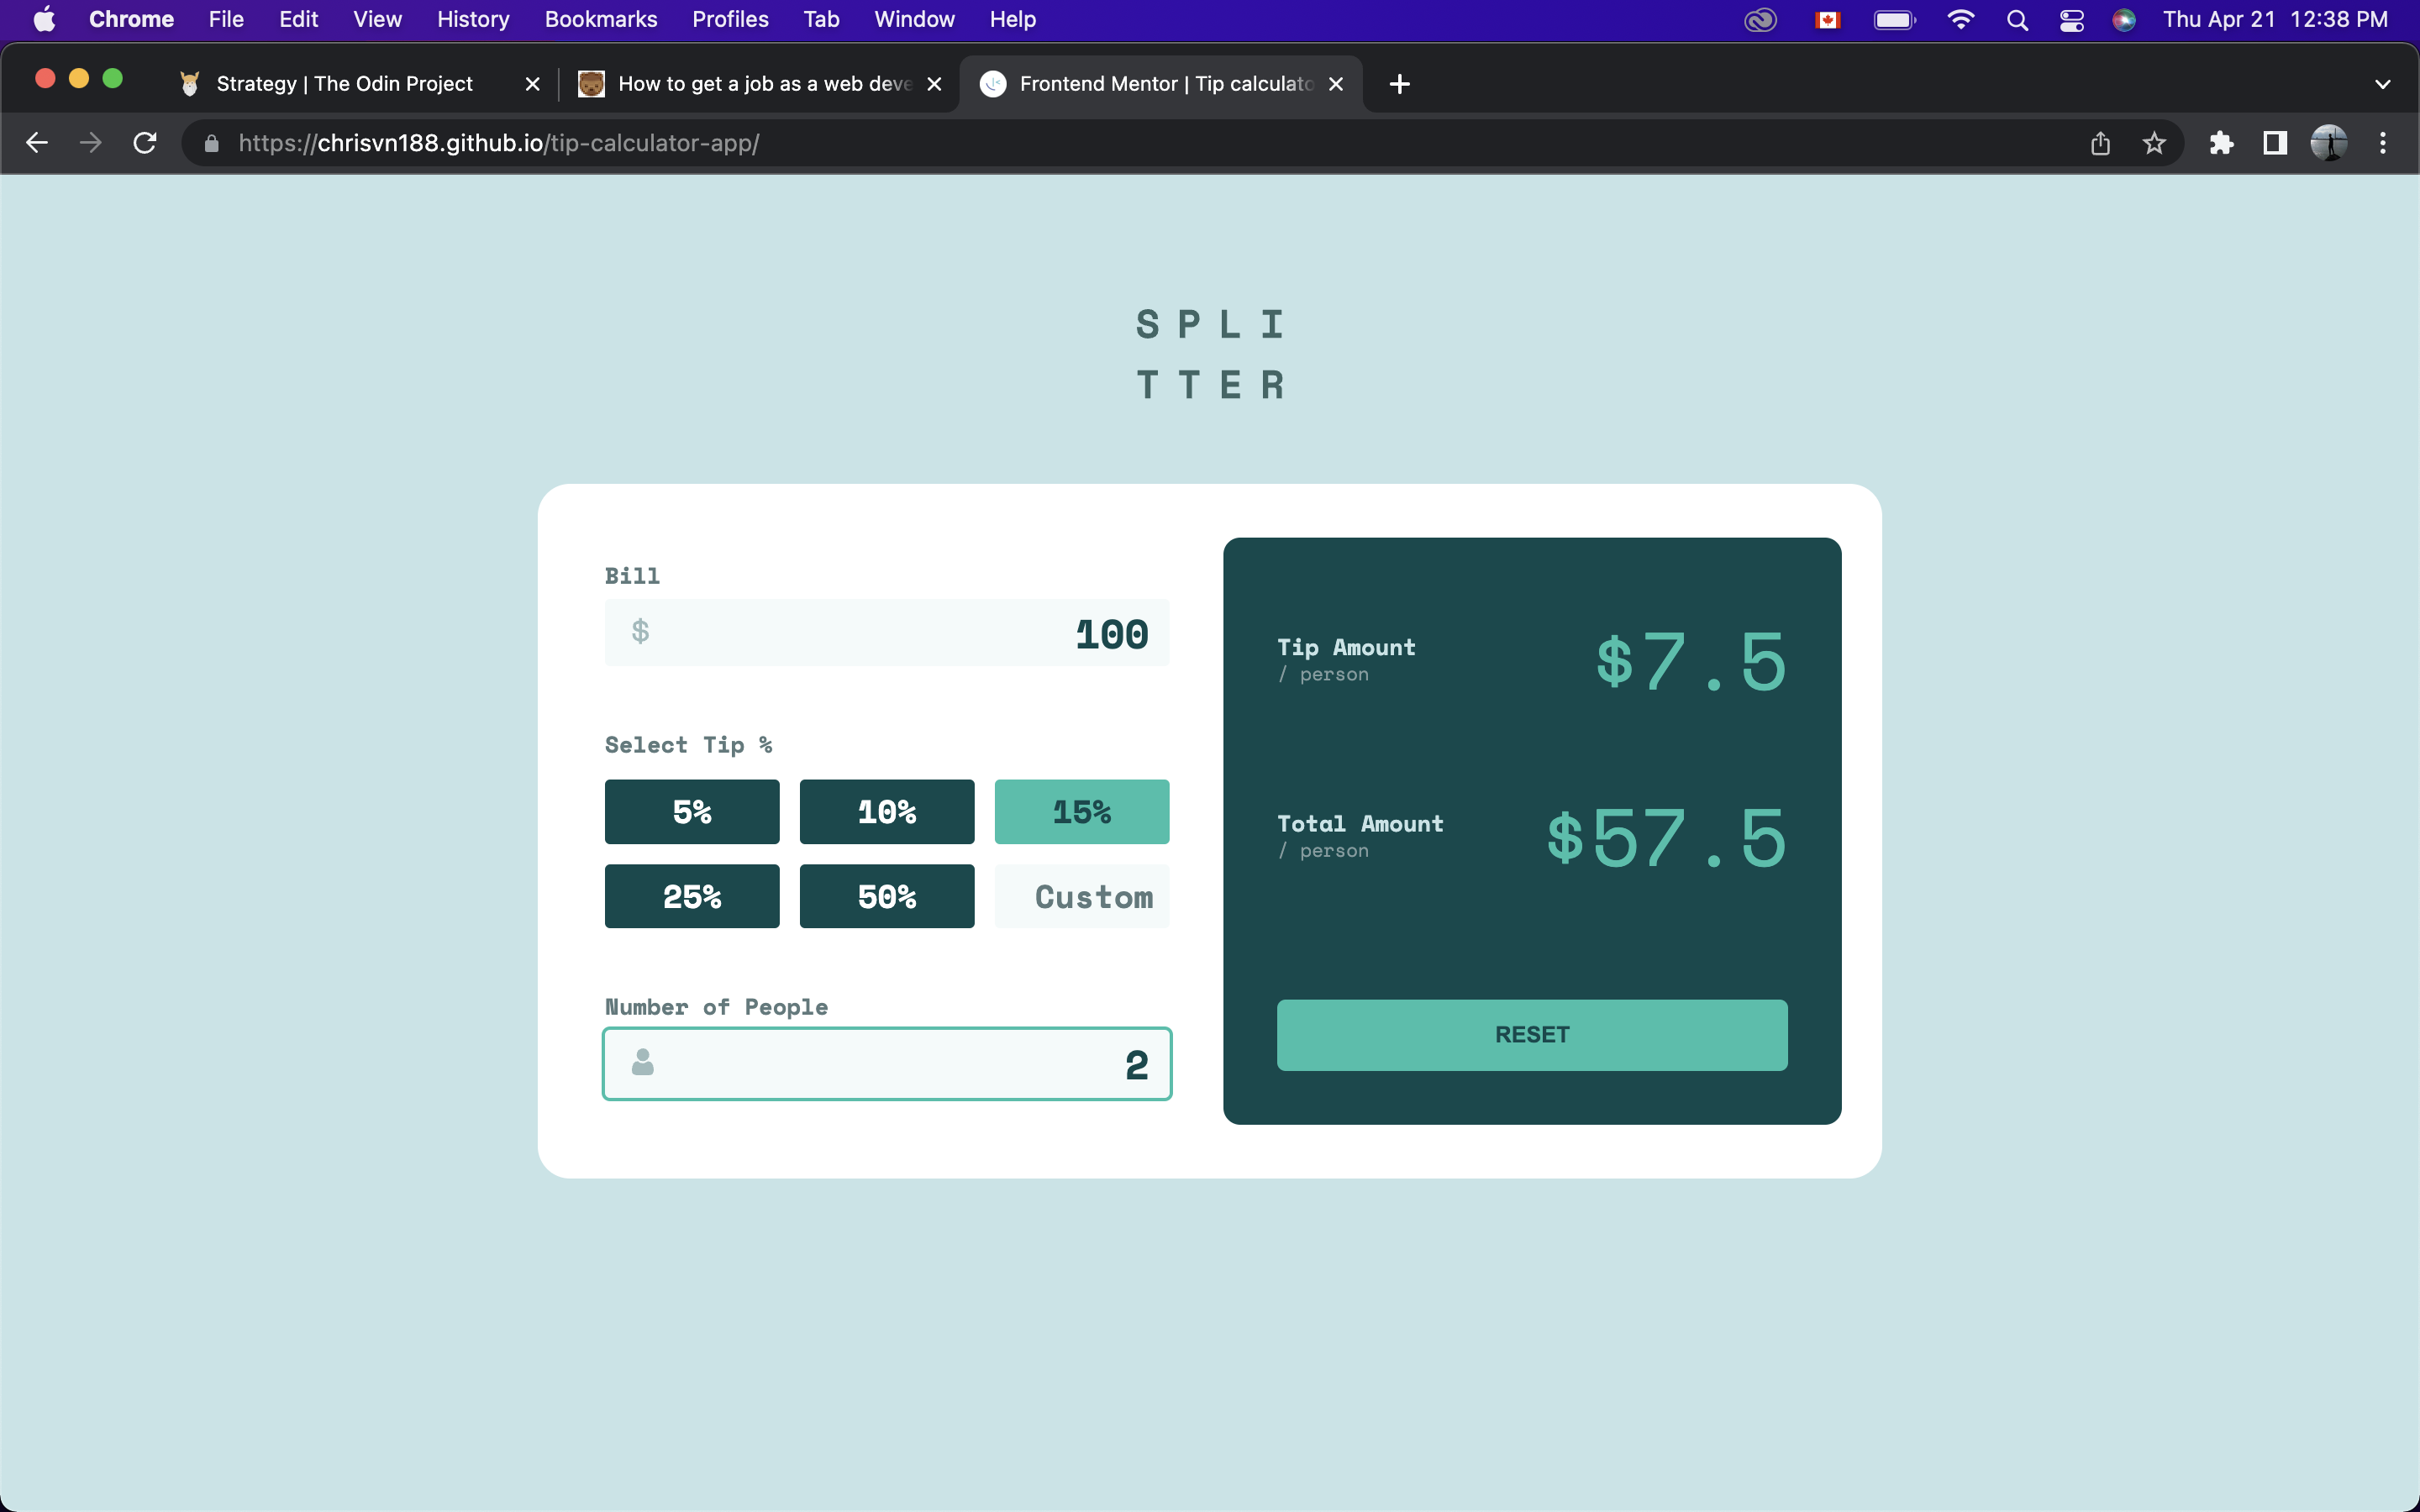 Chrome File Edit View History Bookmarks Profiles Tab Window Help Thu Apr 21 12:38 PM
Strategy | The Odin Project How to get a job as a web deve Frontend Mentor | Tip calculato
https://chrisvn188.github.io/tip-calculator-app/
SPLI
TTER
Bill
$ 100
Select Tip %
5% 10% 15%
25% 50% Custom
Number of People
2
Tip Amount
/ person
$7.5
Total Amount
/ person
$57.5
RESET